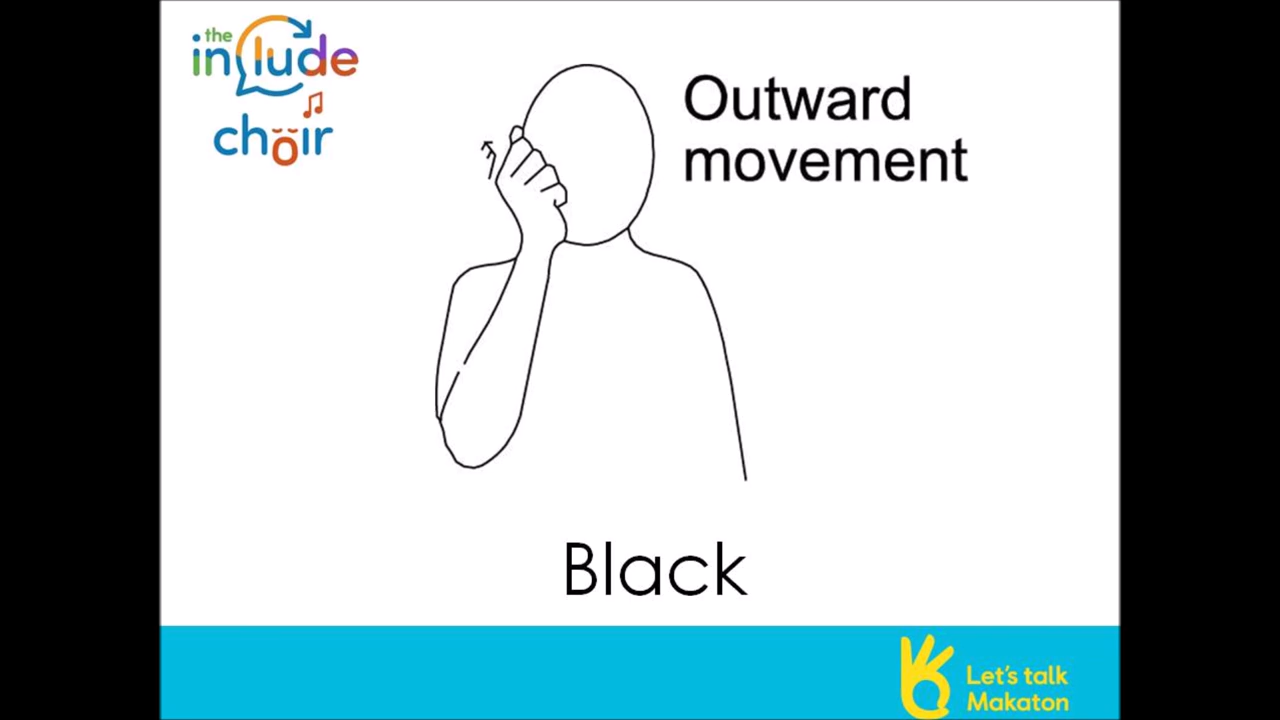 the
include
choir
Outward
movement
Black
Let's talk
Makaton